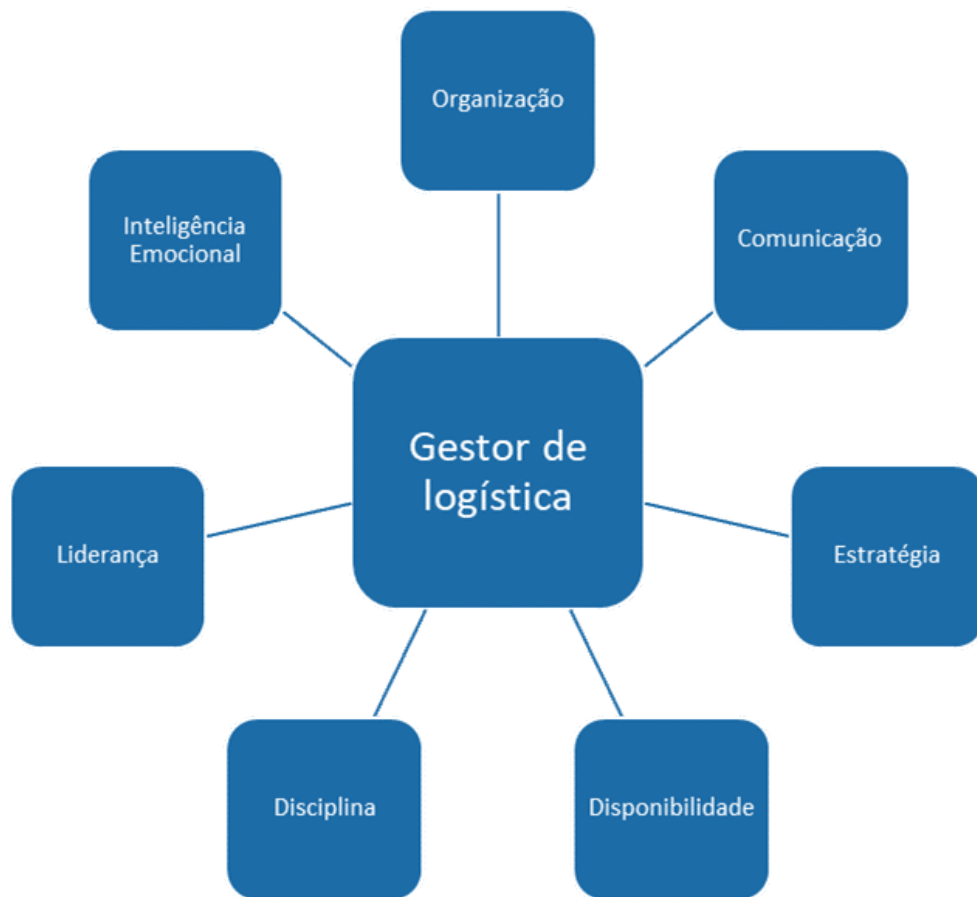 Organização
Inteligência
Emocional
Comunicação
Gestor de
logística
Liderança
Estratégia
Disciplina
Disponibilidade